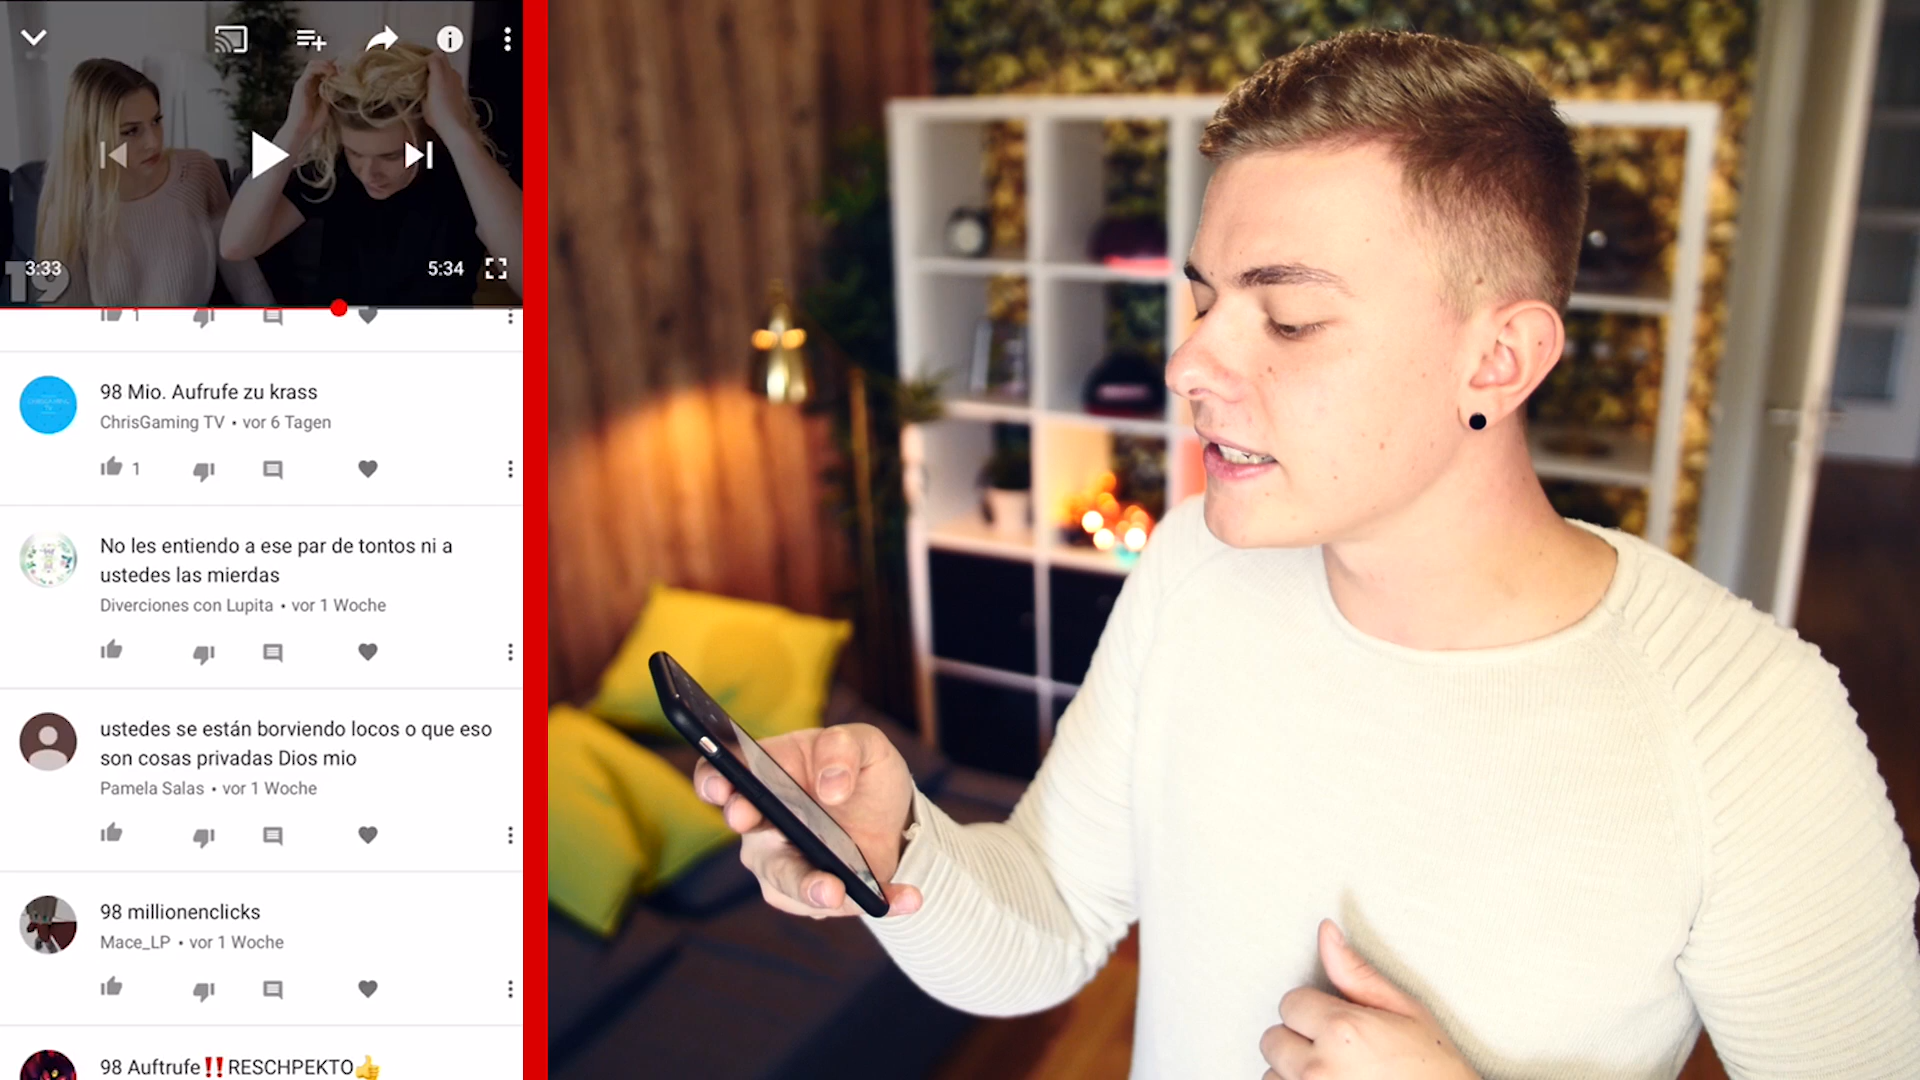 3:33
5:34
19
1
98 Mio. Aufrufe zu krass
ChrisGaming TV • vor 6 Tagen
1
No les entiendo a ese par de tontos ni a
ustedes las mierdas
Diverciones con Lupita • vor 1 Woche
ustedes se están borviendo locos o que eso
son cosas privadas Dios mio
Pamela Salas • vor 1 Woche
98 millionenclicks
Mace_LP • vor 1 Woche
98 Auftrufe‼️RESCHPEKTO👍